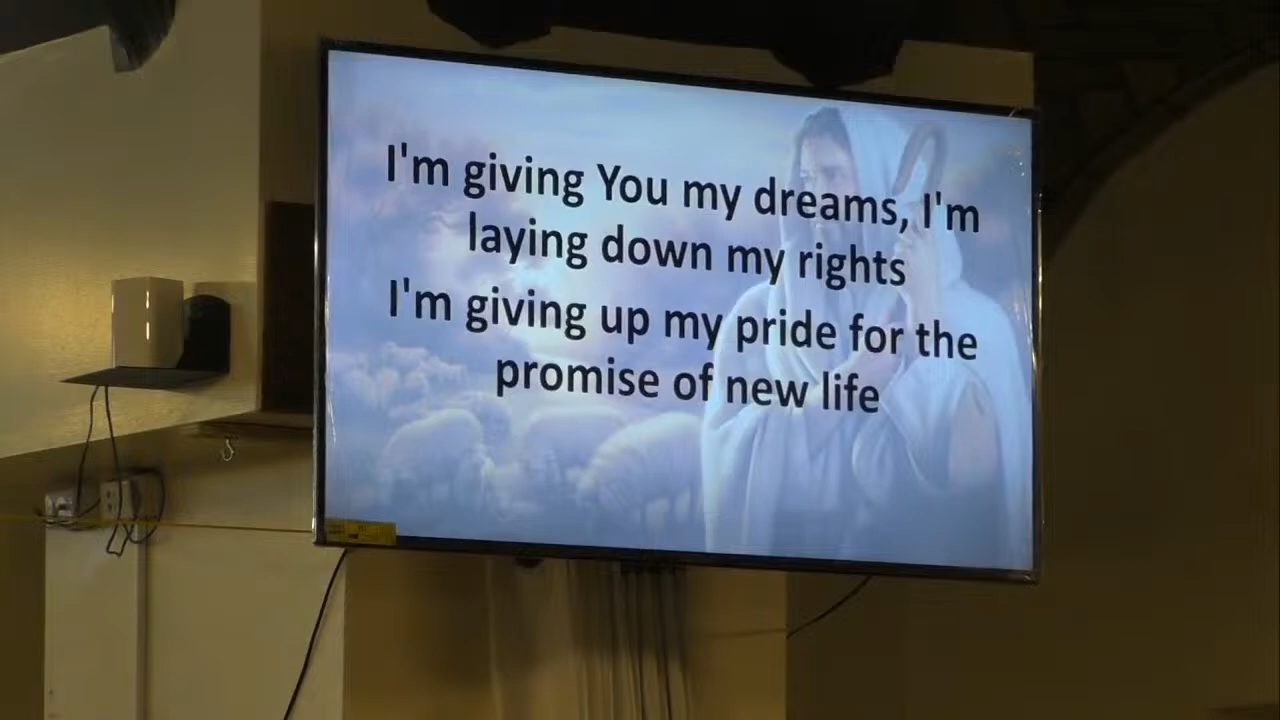 I'm giving You my dreams, I'm
laying down my rights
I'm giving up my pride for the
promise of new life